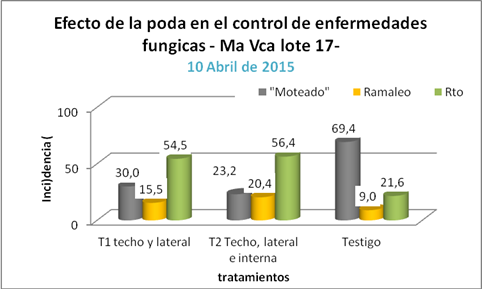 Efecto de la poda en el control de enfermedades
fungicas - Ma Vca lote 17-
10 Abril de 2015
"Moteado" Ramaleo Rto
Inci)dencia (
100
50
0
30,0 15,5 54,5
23,2 20,4 56,4
69,4 9,0 21,6
T1 techo y lateral
T2 Techo, lateral
e interna
Testigo
tratamientos